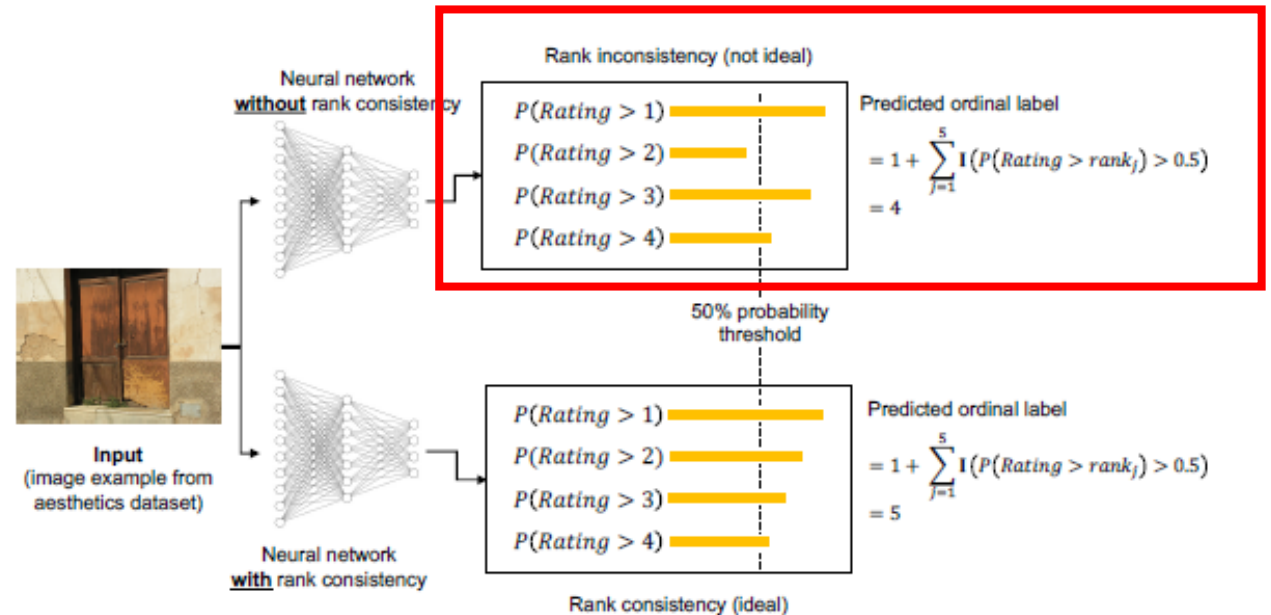 Rank inconsistency (not ideal)
Neural network
without rank consistency
P(Rating > 1)
P(Rating > 2)
P(Rating > 3)
P(Rating > 4)
Predicted ordinal label
= 1 + ∑_{j=1}^{5} 𝐈(P(Rating > rank_j) > 0.5)
= 4
50% probability
threshold
Input
(image example from
aesthetics dataset)
Neural network
with rank consistency
P(Rating > 1)
P(Rating > 2)
P(Rating > 3)
P(Rating > 4)
Predicted ordinal label
= 1 + ∑_{j=1}^{5} 𝐈(P(Rating > rank_j) > 0.5)
= 5
Rank consistency (ideal)